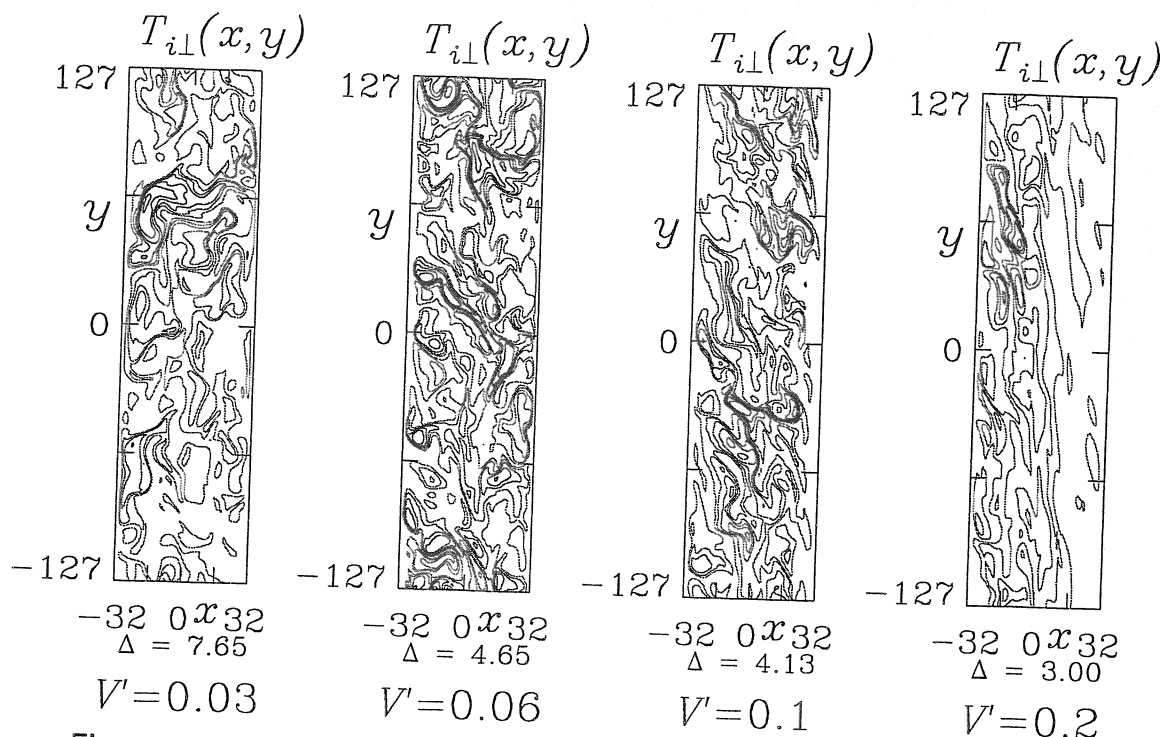 T_{i⊥}(x,y) T_{i⊥}(x,y) T_{i⊥}(x,y) T_{i⊥}(x,y)
127 127 127 127
y y y y
0 0 0 0
−127 −127 −127 −127
−32 0 x 32 −32 0 x 32 −32 0 x 32 −32 0 x 32
Δ = 7.65 Δ = 4.65 Δ = 4.13 Δ = 3.00
V'=0.03 V'=0.06 V'=0.1 V'=0.2